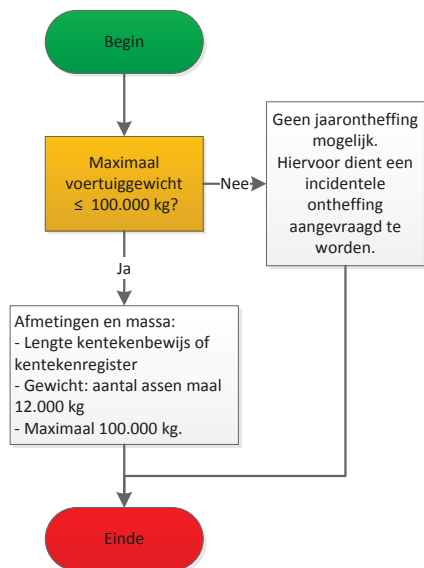 Begin
Maximaal
voertuiggewicht
≤ 100.000 kg?
Nee
Geen jaarontheffing
mogelijk.
Hiervoor dient een
incidentele
ontheffing
aangevraagd te
worden.
Ja
Afmetingen en massa:
- Lengte kentekenbewijs of
kentekenregister
- Gewicht: aantal assen maal
12.000 kg
- Maximaal 100.000 kg.
Einde